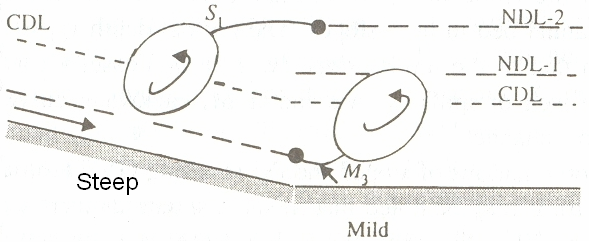 CDL
S1
NDL-2
NDL-1
CDL
M3
Steep
Mild